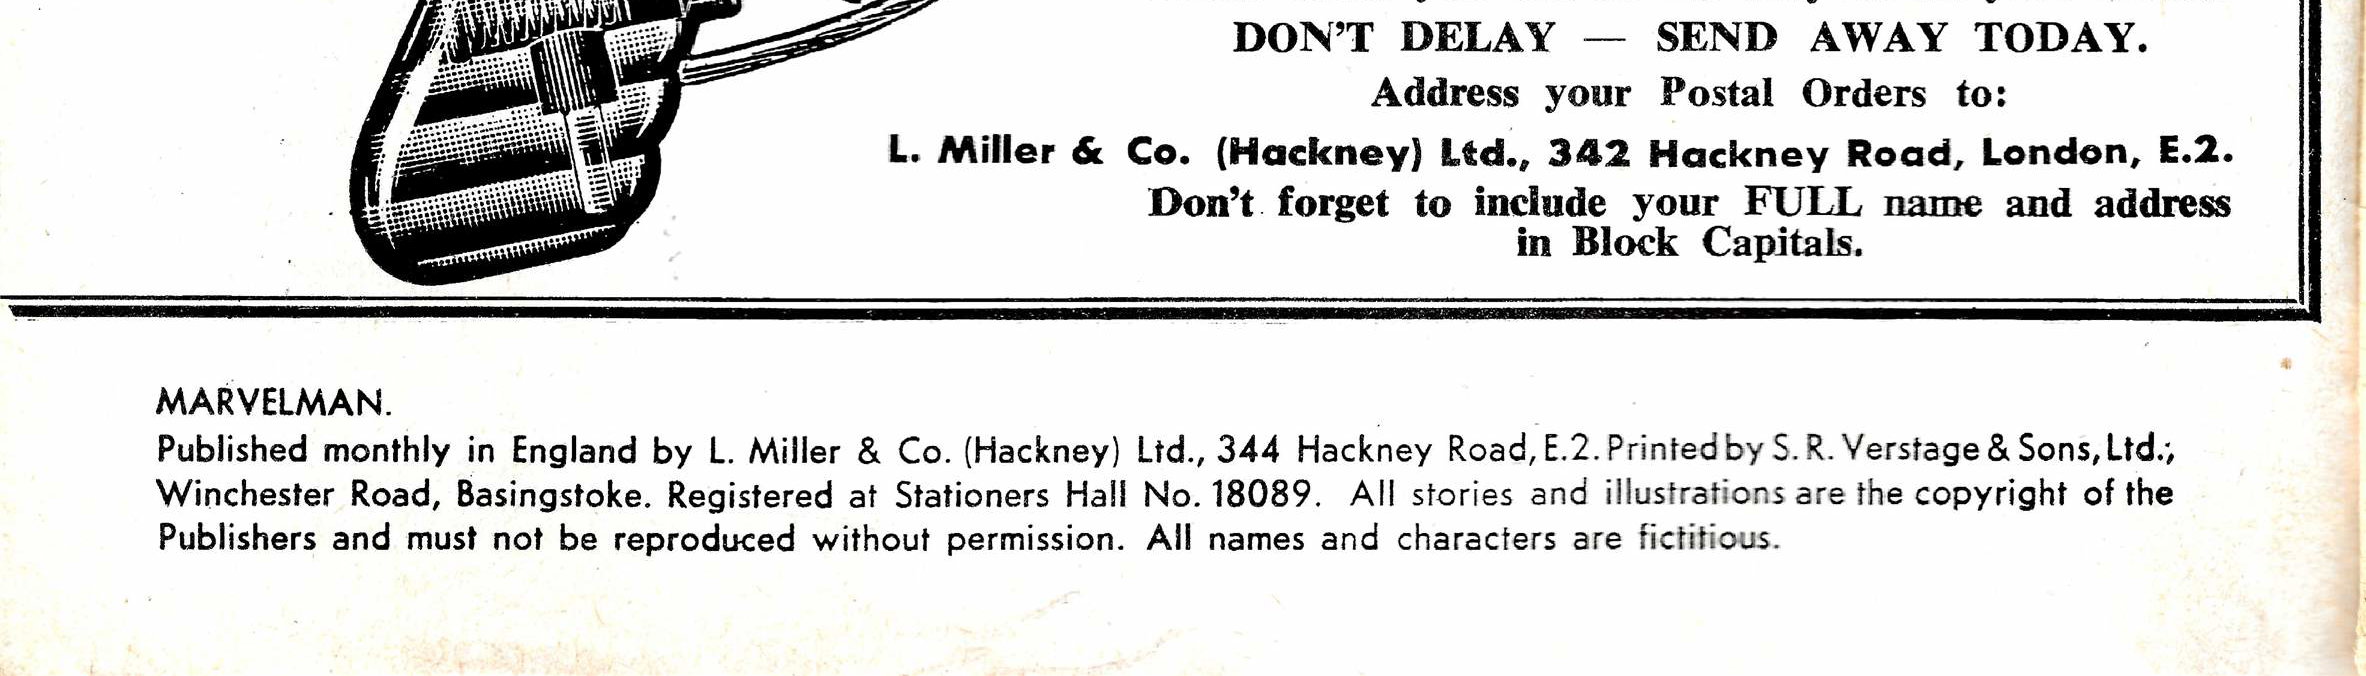 DON'T DELAY — SEND AWAY TODAY.
Address your Postal Orders to:
L. Miller & Co. (Hackney) Ltd., 342 Hackney Road, London, E.2.
Don't forget to include your FULL name and address
in Block Capitals.
MARVELMAN.
Published monthly in England by L. Miller & Co. (Hackney) Ltd., 344 Hackney Road, E.2. Printed by S. R. Verstage & Sons, Ltd.;
Winchester Road, Basingstoke. Registered at Stationers Hall No. 18089. All stories and illustrations are the copyright of the
Publishers and must not be reproduced without permission. All names and characters are fictitious.